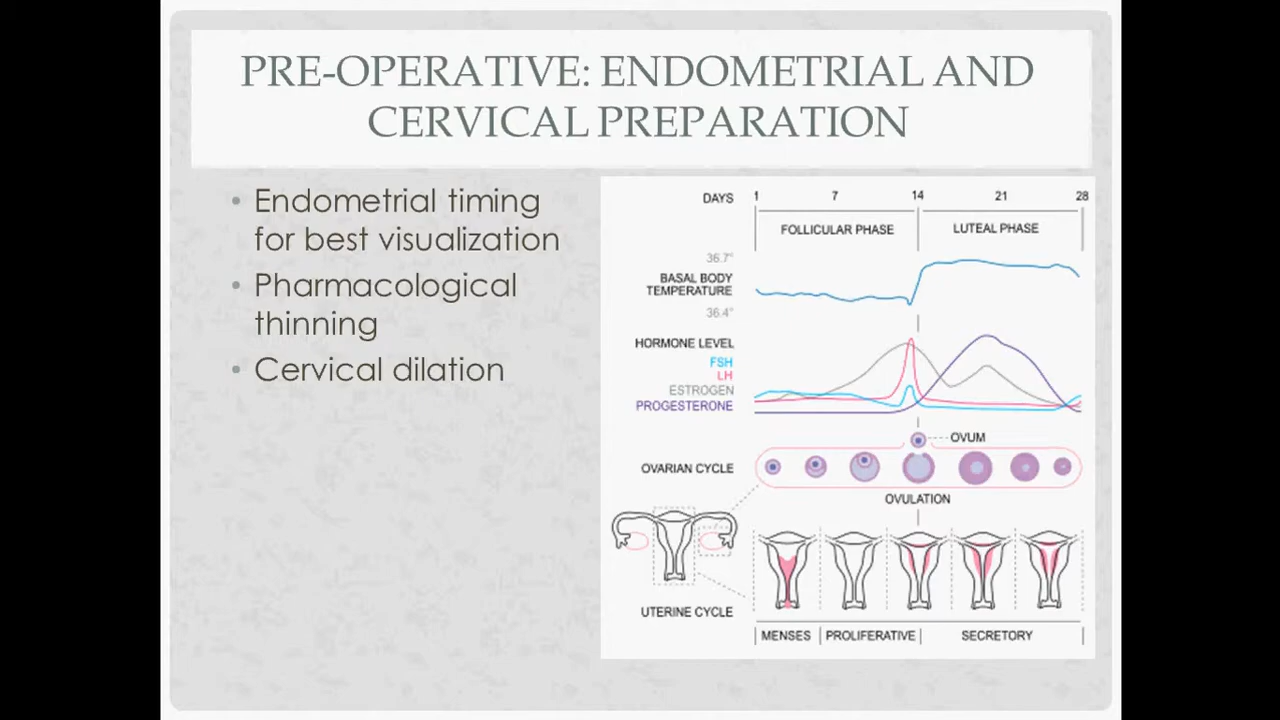 PRE-OPERATIVE: ENDOMETRIAL AND
CERVICAL PREPARATION
• Endometrial timing
for best visualization
• Pharmacological
thinning
• Cervical dilation
DAYS 1 7 14 21 28
FOLLICULAR PHASE LUTEAL PHASE
36.7°
BASAL BODY
TEMPERATURE
36.4°
HORMONE LEVEL
FSH
LH
ESTROGEN
PROGESTERONE
OVUM
OVARIAN CYCLE
OVULATION
UTERINE CYCLE
MENSES PROLIFERATIVE SECRETORY